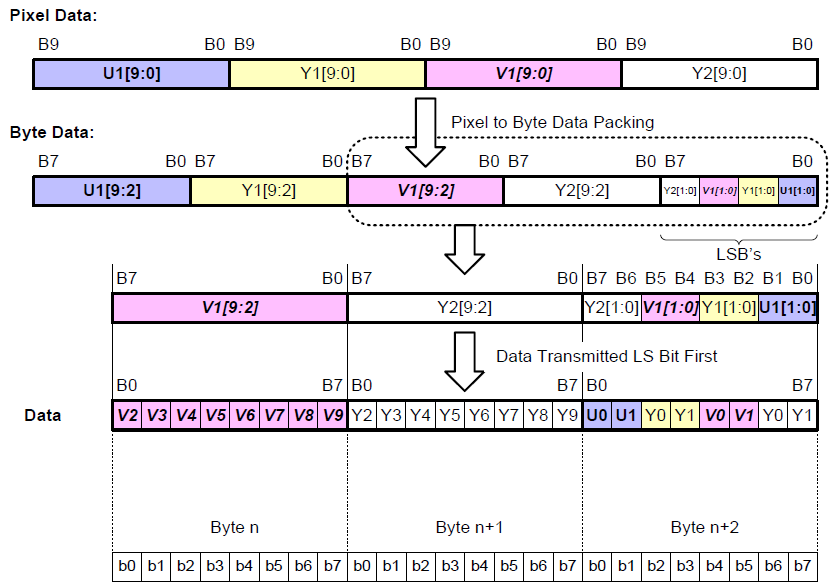 Pixel Data:
B9 B0 B9 B0 B9 B0 B9 B0
U1[9:0] Y1[9:0] V1[9:0] Y2[9:0]
Pixel to Byte Data Packing
Byte Data:
B7 B0 B7 B0 B7 B0 B7 B0 B7 B0
U1[9:2] Y1[9:2] V1[9:2] Y2[9:2] Y2[1:0] V1[1:0] Y1[1:0] U1[1:0]
LSB's
B7 B0 B7 B0 B7 B6 B5 B4 B3 B2 B1 B0
V1[9:2] Y2[9:2] Y2[1:0] V1[1:0] Y1[1:0] U1[1:0]
Data Transmitted LS Bit First
B0 B7 B0 B7 B0 B7
Data V2 V3 V4 V5 V6 V7 V8 V9 Y2 Y3 Y4 Y5 Y6 Y7 Y8 Y9 U0 U1 Y0 Y1 V0 V1 Y0 Y1
Byte n Byte n+1 Byte n+2
b0 b1 b2 b3 b4 b5 b6 b7 b0 b1 b2 b3 b4 b5 b6 b7 b0 b1 b2 b3 b4 b5 b6 b7